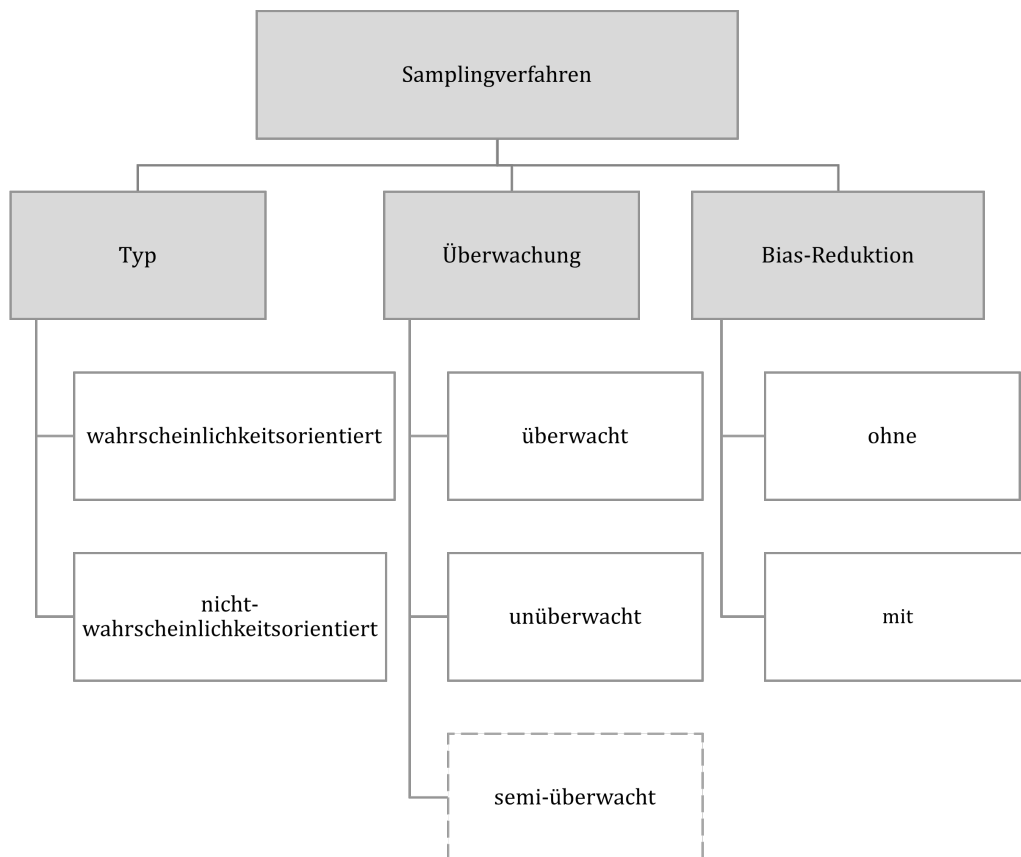 Samplingverfahren
Typ
Überwachung
Bias-Reduktion
wahrscheinlichkeitsorientiert
überwacht
ohne
nicht-
wahrscheinlichkeitsorientiert
unüberwacht
mit
semi-überwacht